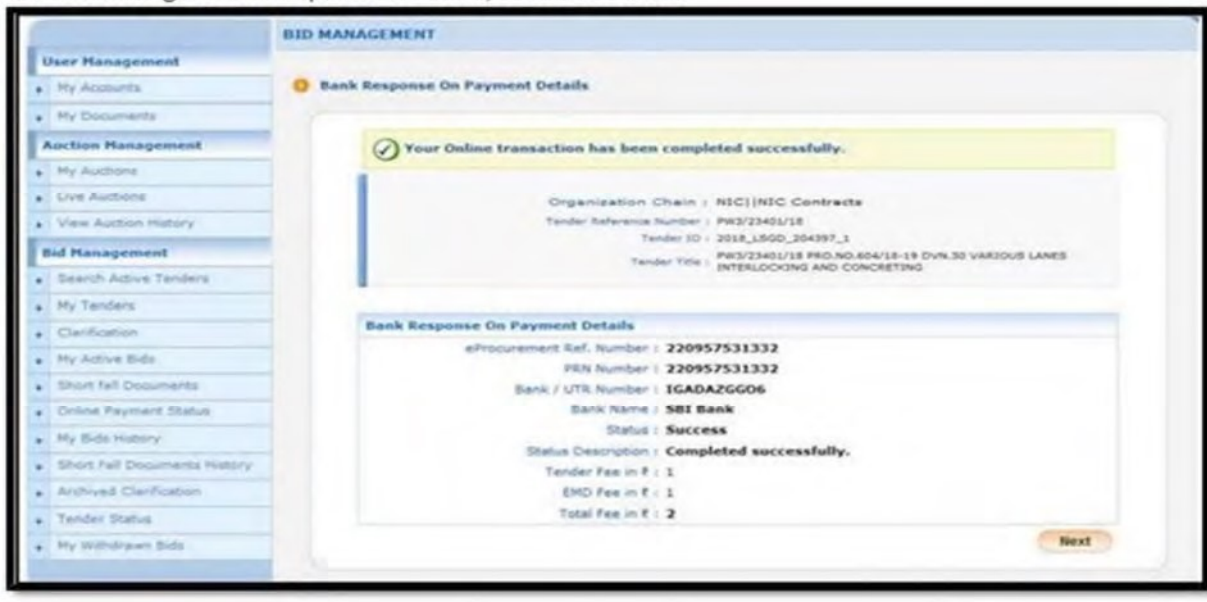 BID MANAGEMENT
User Management
My Accounts
My Documents
Auction Management
My Auctions
Live Auctions
View Auction History
Bid Management
Search Active Tenders
My Tenders
Clarification
My Active Bids
Short fall Documents
Online Payment Status
My Bids History
Short Fall Documents History
Archived Clarification
Tender Status
My Withdrawn Bids
Bank Response On Payment Details
Your Online transaction has been completed successfully.
Organization Chain : NIC||NIC Contracts
Tender Reference Number : PW3/23401/18
Tender ID : 2018_LSGD_204397_1
Tender Title : PW3/23401/18 PRO.NO.604/18-19 DVN.30 VARIOUS LANES
INTERLOCKING AND CONCRETING
Bank Response On Payment Details
eProcurement Ref. Number : 220957531332
PRN Number : 220957531332
Bank / UTR Number : IGADAZGGO6
Bank Name : SBI Bank
Status : Success
Status Description : Completed successfully.
Tender Fee in ₹ : 1
EMD Fee in ₹ : 1
Total Fee in ₹ : 2
Next